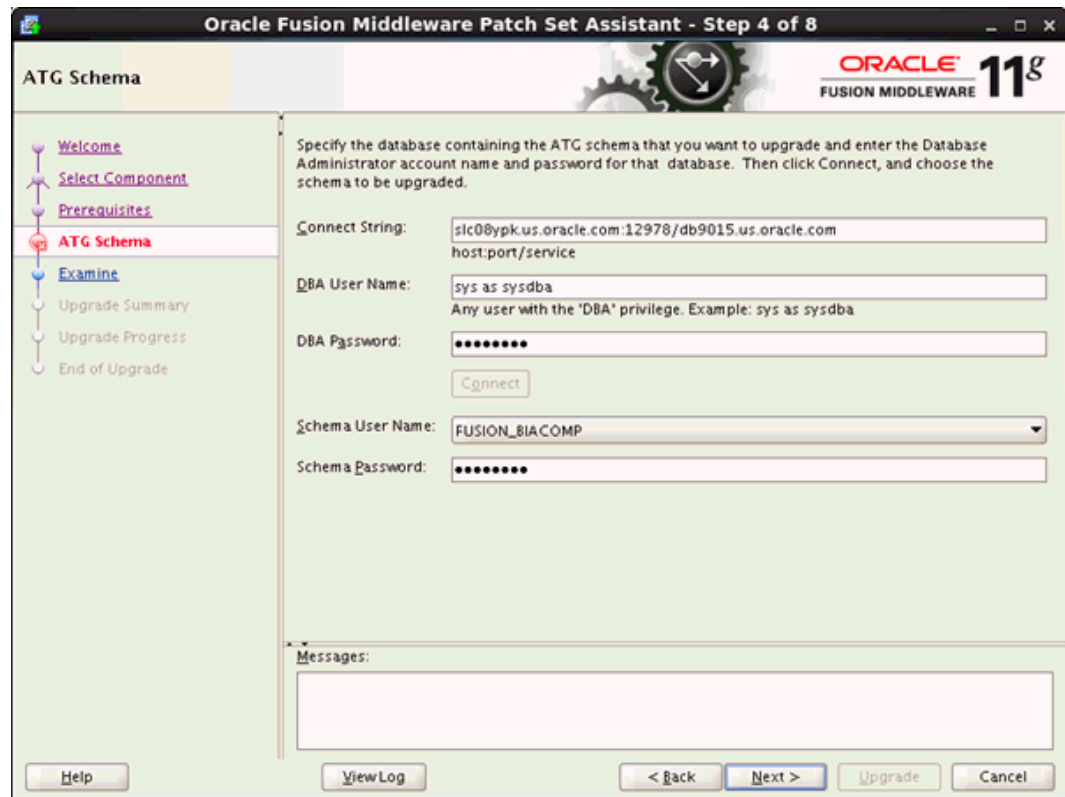 Oracle Fusion Middleware Patch Set Assistant - Step 4 of 8
ATG Schema
ORACLE
FUSION MIDDLEWARE
11g
Welcome
Select Component
Prerequisites
ATG Schema
Examine
Upgrade Summary
Upgrade Progress
End of Upgrade
Specify the database containing the ATG schema that you want to upgrade and enter the Database
Administrator account name and password for that database. Then click Connect, and choose the
schema to be upgraded.
Connect String: slc08ypk.us.oracle.com:12978/db9015.us.oracle.com
host:port/service
DBA User Name: sys as sysdba
Any user with the 'DBA' privilege. Example: sys as sysdba
DBA Password: ••••••••
Connect
Schema User Name: FUSION_BIACOMP
Schema Password: ••••••••
Messages:
Help View Log < Back Next > Upgrade Cancel